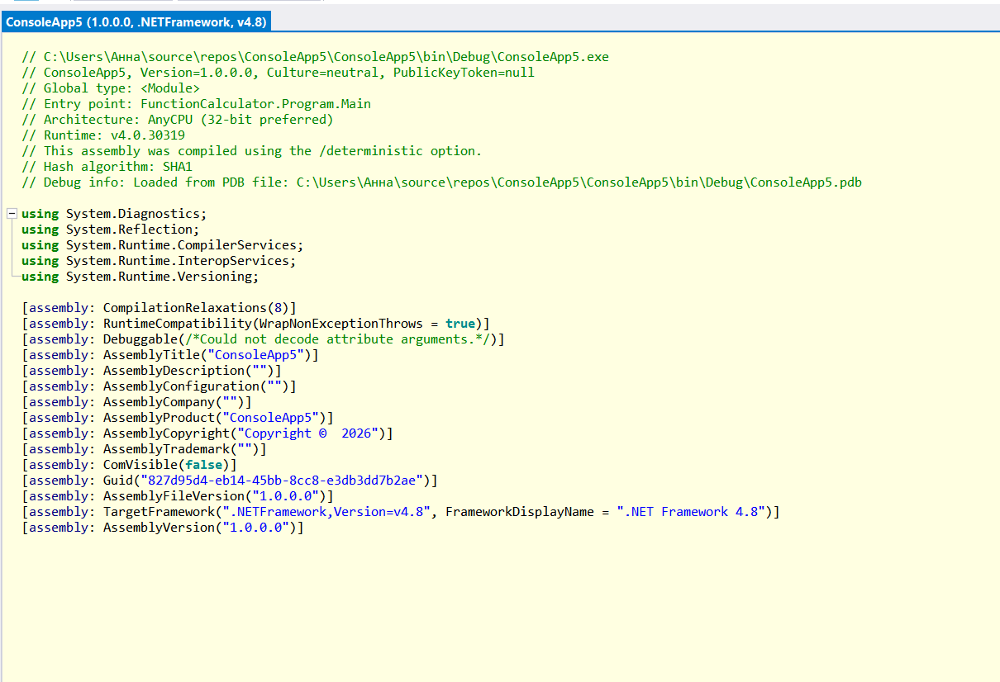 ConsoleApp5 (1.0.0.0, .NETFramework, v4.8)
// C:\Users\Анна\source\repos\ConsoleApp5\ConsoleApp5\bin\Debug\ConsoleApp5.exe
// ConsoleApp5, Version=1.0.0.0, Culture=neutral, PublicKeyToken=null
// Global type: <Module>
// Entry point: FunctionCalculator.Program.Main
// Architecture: AnyCPU (32-bit preferred)
// Runtime: v4.0.30319
// This assembly was compiled using the /deterministic option.
// Hash algorithm: SHA1
// Debug info: Loaded from PDB file: C:\Users\Анна\source\repos\ConsoleApp5\ConsoleApp5\bin\Debug\ConsoleApp5.pdb
using System.Diagnostics;
using System.Reflection;
using System.Runtime.CompilerServices;
using System.Runtime.InteropServices;
using System.Runtime.Versioning;
[assembly: CompilationRelaxations(8)]
[assembly: RuntimeCompatibility(WrapNonExceptionThrows = true)]
[assembly: Debuggable(/*Could not decode attribute arguments.*/)]
[assembly: AssemblyTitle("ConsoleApp5")]
[assembly: AssemblyDescription("")]
[assembly: AssemblyConfiguration("")]
[assembly: AssemblyCompany("")]
[assembly: AssemblyProduct("ConsoleApp5")]
[assembly: AssemblyCopyright("Copyright ©  2026")]
[assembly: AssemblyTrademark("")]
[assembly: ComVisible(false)]
[assembly: Guid("827d95d4-eb14-45bb-8cc8-e3db3dd7b2ae")]
[assembly: AssemblyFileVersion("1.0.0.0")]
[assembly: TargetFramework(".NETFramework,Version=v4.8", FrameworkDisplayName = ".NET Framework 4.8")]
[assembly: AssemblyVersion("1.0.0.0")]